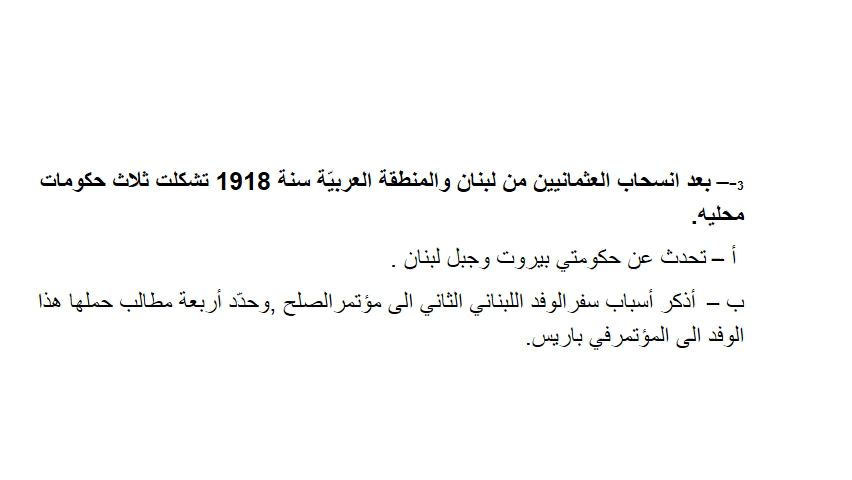 3-– بعد انسحاب العثمانيين من لبنان والمنطقة العربيّة سنة 1918 تشكلت ثلاث حكومات
محليه.
أ – تحدث عن حكومتي بيروت وجبل لبنان .
ب – أذكر أسباب سفرالوفد اللبناني الثاني الى مؤتمرالصلح ,وحدّد أربعة مطالب حملها هذا
الوفد الى المؤتمرفي باريس.